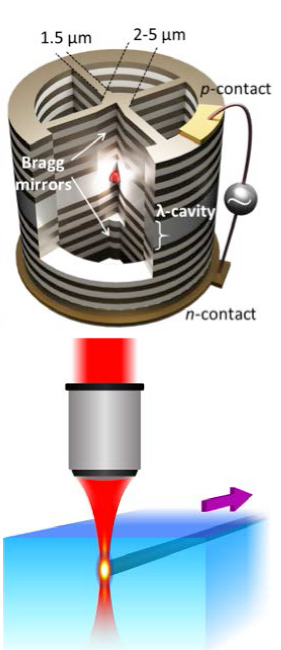 1.5 µm
2-5 µm
p-contact
Bragg
mirrors
λ-cavity
n-contact